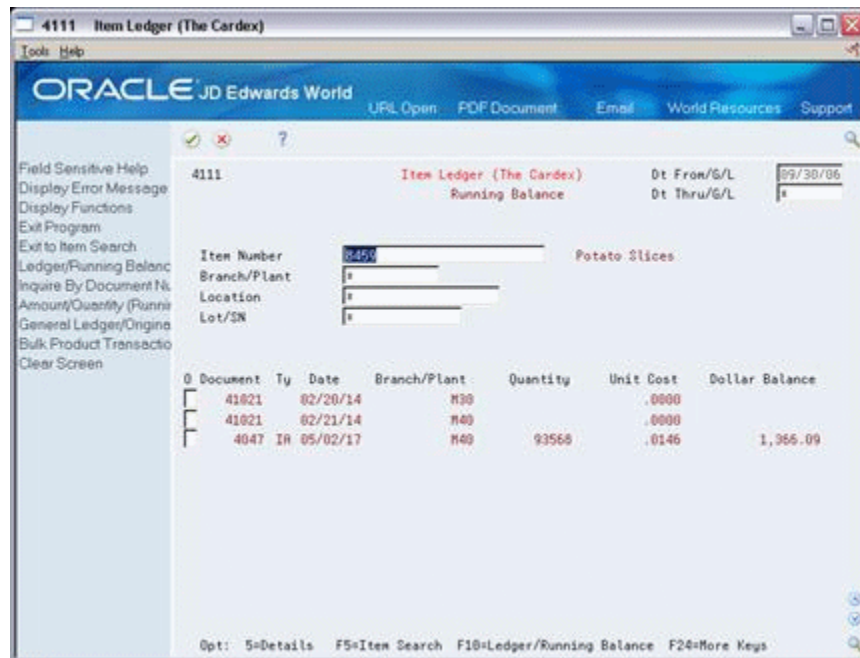 4111 Item Ledger (The Cardex)
Tools Help
ORACLE JD Edwards World
URL Open PDF Document Email World Resources Support
?
Field Sensitive Help
Display Error Message
Display Functions
Exit Program
Exit to Item Search
Ledger/Running Balanc
Inquire By Document Nu
Amount/Quantity (Runnin
General Ledger/Origina
Bulk Product Transactio
Clear Screen
4111 Item Ledger (The Cardex) Dt From/G/L 09/30/06
Running Balance Dt Thru/G/L *
Item Number 8459 Potato Slices
Branch/Plant *
Location *
Lot/SN *
O Document Ty Date Branch/Plant Quantity Unit Cost Dollar Balance
41021 02/20/14 M30 .0000
41021 02/21/14 M40 .0000
4047 IA 05/02/17 M40 93568 .0146 1,366.09
Opt: 5=Details F5=Item Search F10=Ledger/Running Balance F24=More Keys